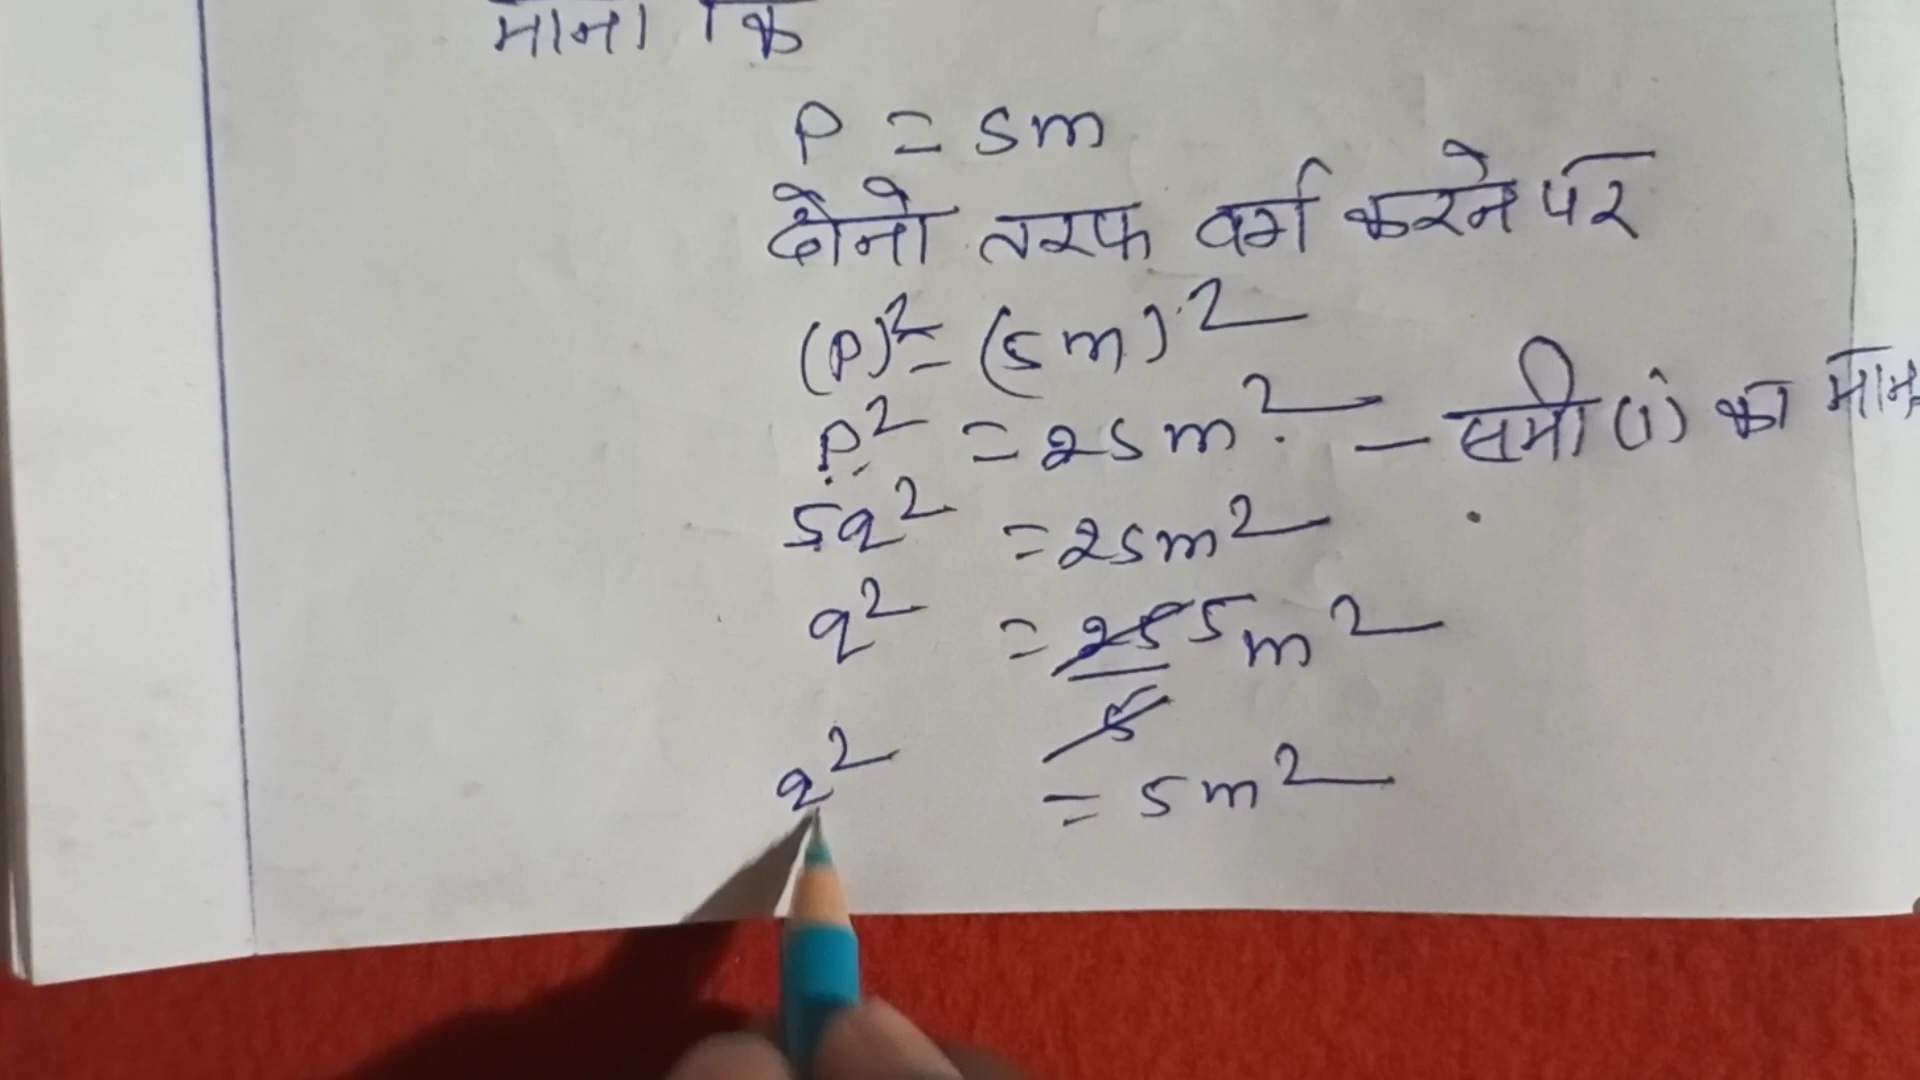 माना कि
P = 5m
दोनो तरफ वर्ग करने पर
(P)² = (5m)²
P² = 25m² — समी (i) का मान
5q² = 25m²
q² = 25 5 m²
5
q² = 5m²